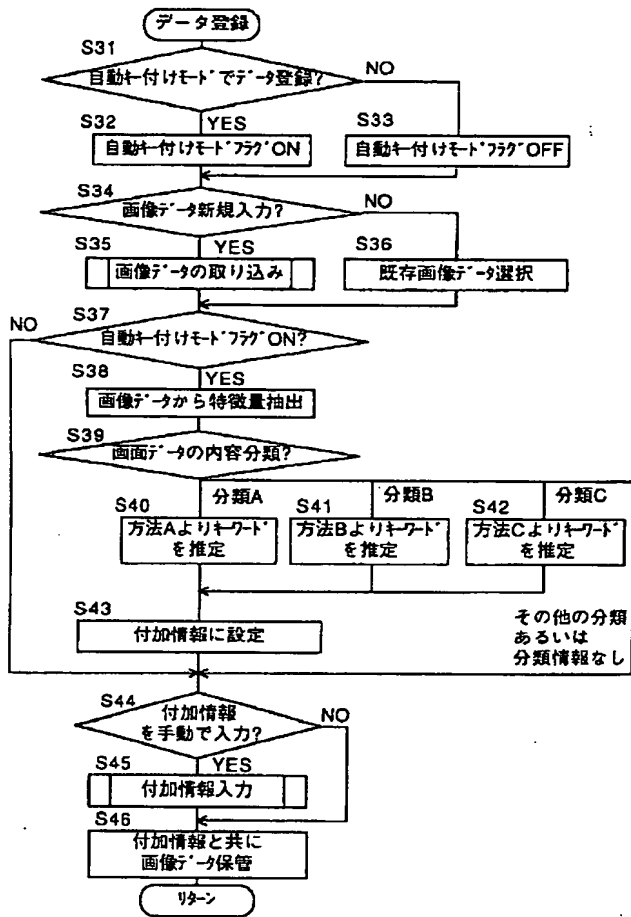 データ登録
S31
自動キー付けモードでデータ登録?
NO
S32
YES
S33
自動キー付けモードフラグON
自動キー付けモードフラグOFF
S34
画像データ新規入力?
NO
S35
YES
S36
画像データの取り込み
既存画像データ選択
S37
NO
自動キー付けモードフラグON?
S38
YES
画像データから特徴量抽出
S39
画面データの内容分類?
分類A
分類B
分類C
S40
S41
S42
方法Aよりキーワード
を推定
方法Bよりキーワード
を推定
方法Cよりキーワード
を推定
S43
付加情報に設定
その他の分類
あるいは
分類情報なし
S44
付加情報
を手動で入力?
NO
S45
YES
付加情報入力
S46
付加情報と共に
画像データ保管
リターン